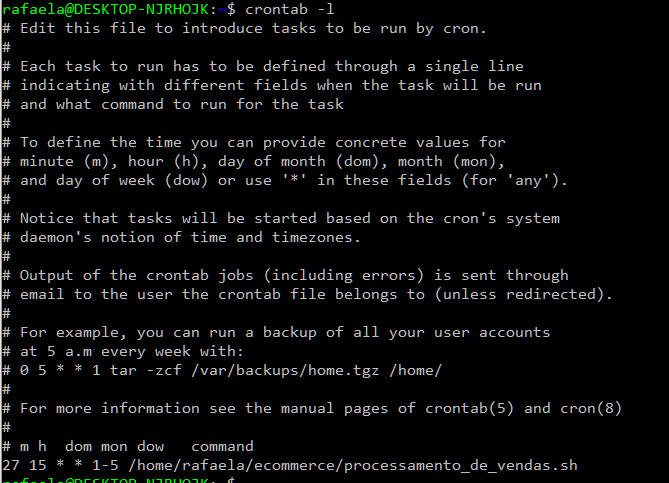 rafaela@DESKTOP-NJRHOJK:~$ crontab -l
# Edit this file to introduce tasks to be run by cron.
#
# Each task to run has to be defined through a single line
# indicating with different fields when the task will be run
# and what command to run for the task
#
# To define the time you can provide concrete values for
# minute (m), hour (h), day of month (dom), month (mon),
# and day of week (dow) or use '*' in these fields (for 'any').
#
# Notice that tasks will be started based on the cron's system
# daemon's notion of time and timezones.
#
# Output of the crontab jobs (including errors) is sent through
# email to the user the crontab file belongs to (unless redirected).
#
# For example, you can run a backup of all your user accounts
# at 5 a.m every week with:
# 0 5 * * 1 tar -zcf /var/backups/home.tgz /home/
#
# For more information see the manual pages of crontab(5) and cron(8)
#
# m h  dom mon dow   command
27 15 * * 1-5 /home/rafaela/ecommerce/processamento_de_vendas.sh
rafaela@DESKTOP-NJRHOJK:~$